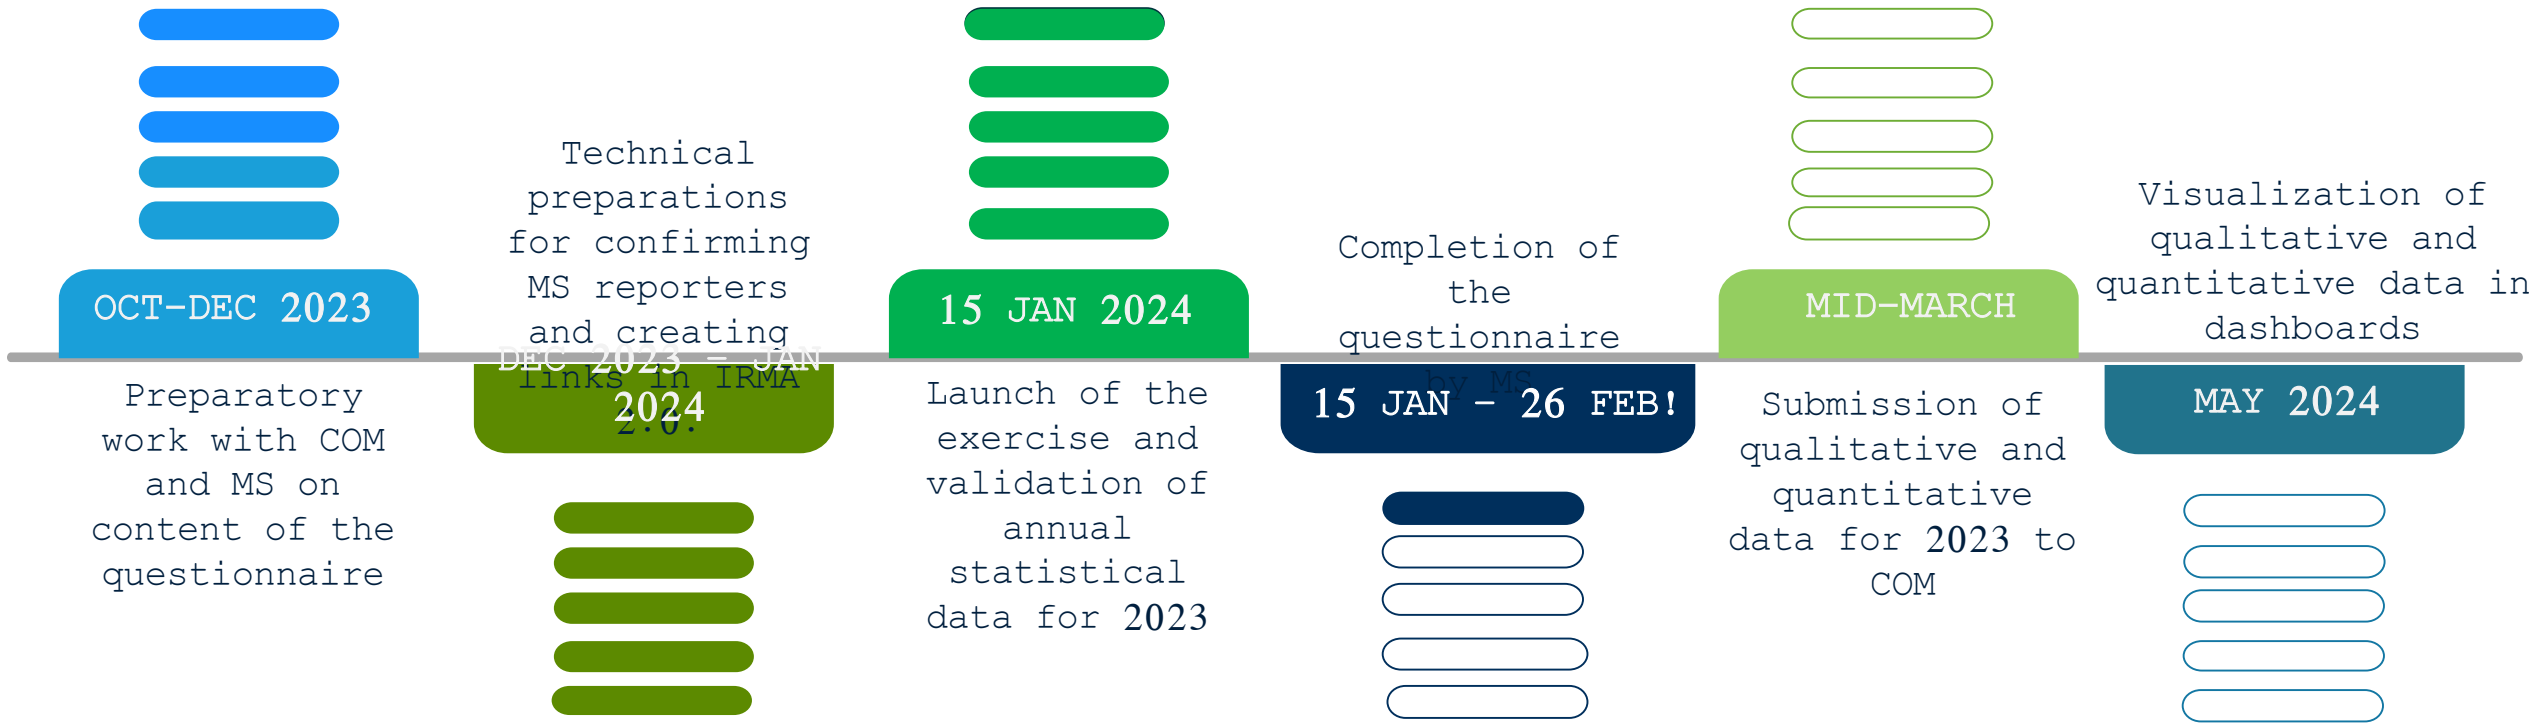 OCT-DEC 2023
Preparatory
work with COM
and MS on
content of the
questionnaire
Technical
preparations
for confirming
MS reporters
and creating
links in IRMA
2.0.
DEC 2023 - JAN
2024
15 JAN 2024
Launch of the
exercise and
validation of
annual
statistical
data for 2023
Completion of
the
questionnaire
by MS
15 JAN - 26 FEB!
MID-MARCH
Submission of
qualitative and
quantitative
data for 2023 to
COM
Visualization of
qualitative and
quantitative data in
dashboards
MAY 2024